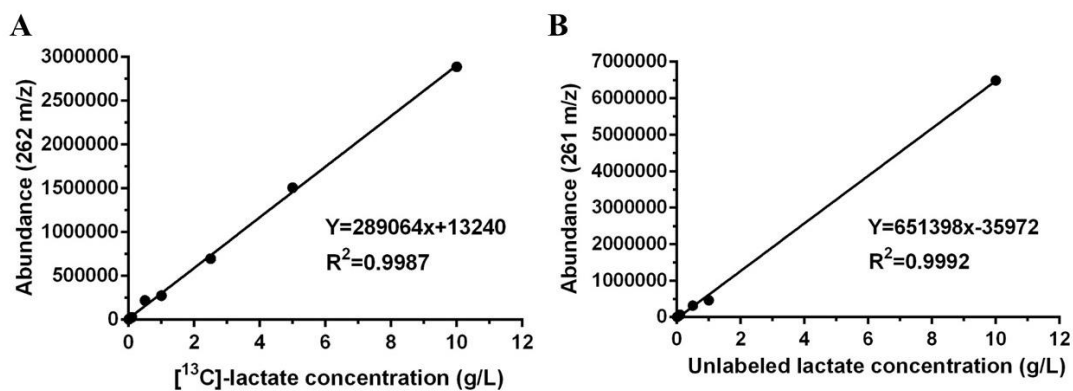 A
Abundance (262 m/z)
3000000
2500000
2000000
1500000
1000000
500000
0
Y=289064x+13240
R²=0.9987
0 2 4 6 8 10 12
[¹³C]-lactate concentration (g/L)
B
Abundance (261 m/z)
7000000
6000000
5000000
4000000
3000000
2000000
1000000
0
Y=651398x-35972
R²=0.9992
0 2 4 6 8 10 12
Unlabeled lactate concentration (g/L)